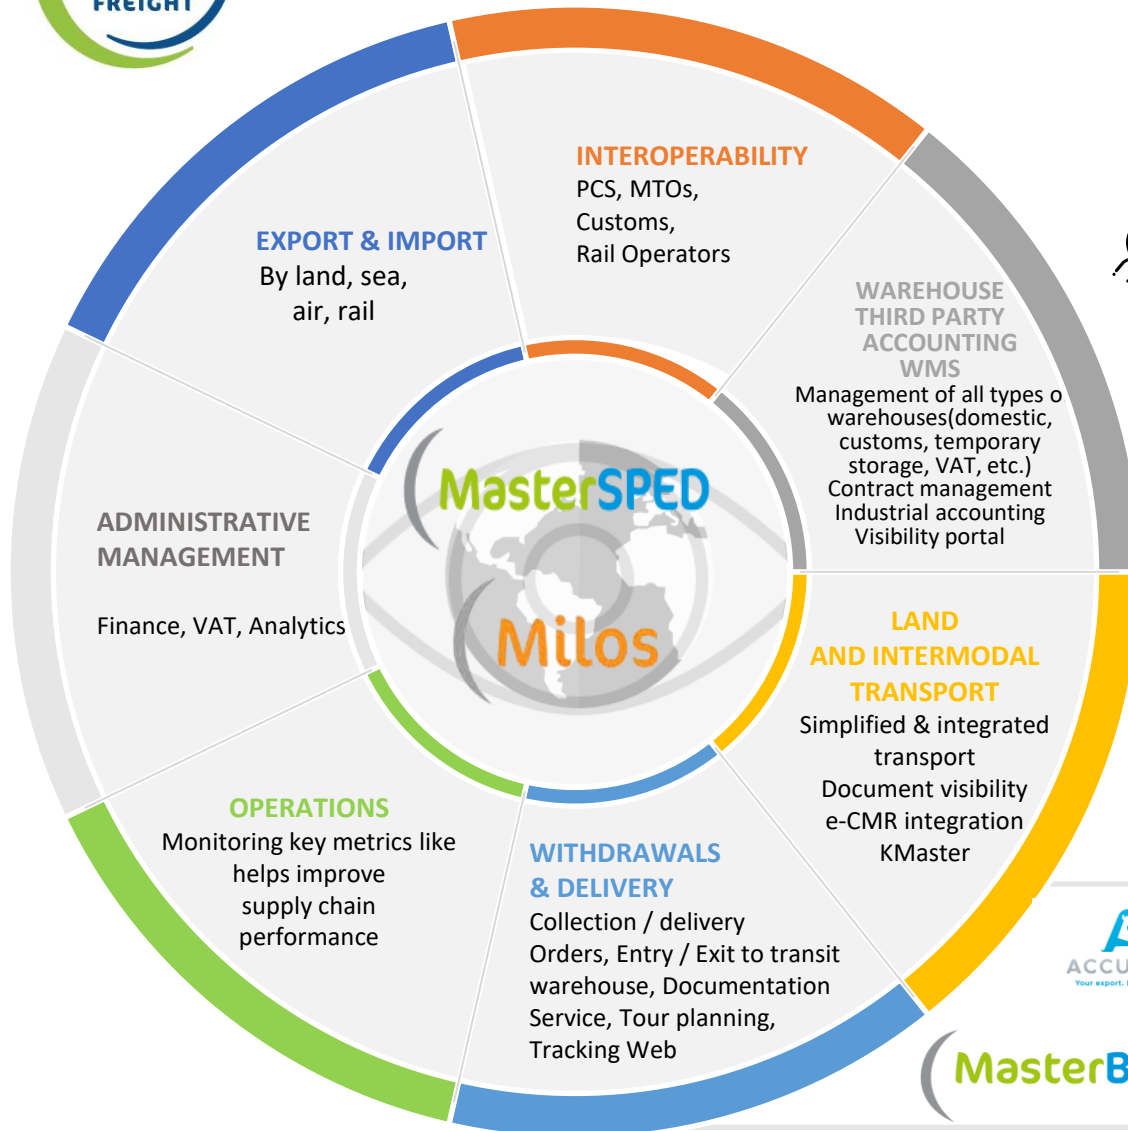 FREIGHT
INTEROPERABILITY
PCS, MTOs,
Customs,
Rail Operators
EXPORT & IMPORT
By land, sea,
air, rail
WAREHOUSE
THIRD PARTY
ACCOUNTING
WMS
Management of all types
warehouses(domestic,
customs, temporary
storage, VAT, etc.)
Contract management
Industrial accounting
Visibility portal
MasterSPED
Milos
ADMINISTRATIVE
MANAGEMENT
Finance, VAT, Analytics
LAND
AND INTERMODAL
TRANSPORT
Simplified & integrated
transport
Document visibility
e-CMR integration
KMaster
OPERATIONS
Monitoring key metrics like
helps improve
supply chain
performance
WITHDRAWALS
& DELIVERY
Collection / delivery
Orders, Entry / Exit to transit
warehouse, Documentation
Service, Tour planning,
Tracking Web
ACCU
Your export.
MasterB